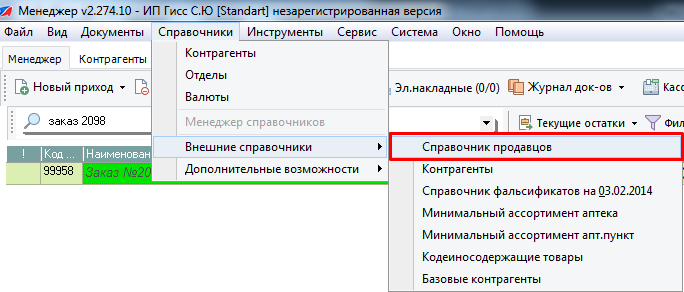 Менеджер v2.274.10 - ИП Гисс С.Ю [Standart] незарегистрированная версия
Файл Вид Документы Справочники Инструменты Сервис Система Окно Помощь
Менеджер Контрагенты
Новый приход Эл.накладные (0/0) Журнал док-ов Касс
заказ 2098
Текущие остатки Фил
! Код ... Наименован
99958 Заказ №20
Контрагенты
Отделы
Валюты
Менеджер справочников
Внешние справочники
Дополнительные возможности
Справочник продавцов
Контрагенты
Справочник фальсификатов на 03.02.2014
Минимальный ассортимент аптека
Минимальный ассортимент апт.пункт
Кодеиносодержащие товары
Базовые контрагенты